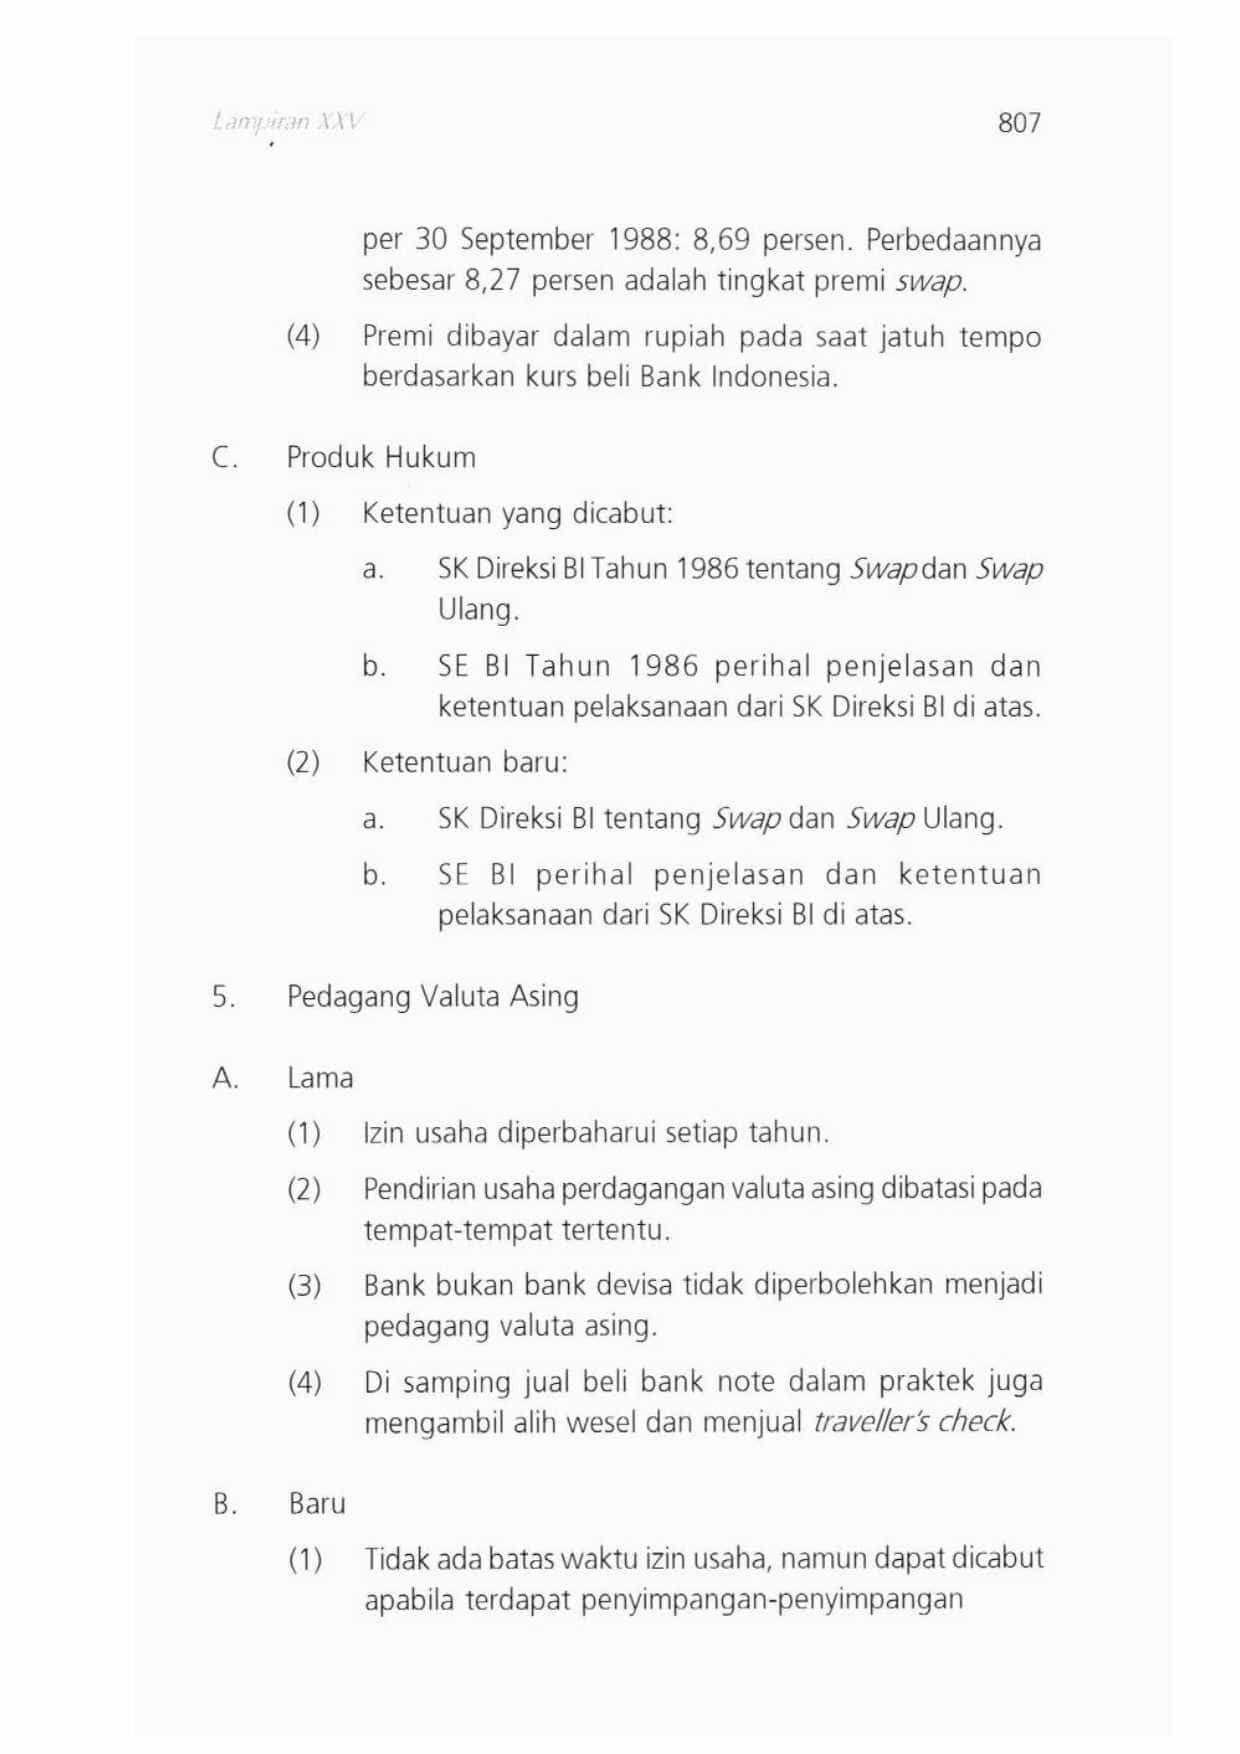 Lampiran XXV 807
per 30 September 1988: 8,69 persen. Perbedaannya
sebesar 8,27 persen adalah tingkat premi swap.
(4) Premi dibayar dalam rupiah pada saat jatuh tempo
berdasarkan kurs beli Bank Indonesia.
C. Produk Hukum
(1) Ketentuan yang dicabut:
a. SK Direksi BI Tahun 1986 tentang Swap dan Swap
Ulang.
b. SE BI Tahun 1986 perihal penjelasan dan
ketentuan pelaksanaan dari SK Direksi BI di atas.
(2) Ketentuan baru:
a. SK Direksi BI tentang Swap dan Swap Ulang.
b. SE BI perihal penjelasan dan ketentuan
pelaksanaan dari SK Direksi BI di atas.
5. Pedagang Valuta Asing
A. Lama
(1) Izin usaha diperbaharui setiap tahun.
(2) Pendirian usaha perdagangan valuta asing dibatasi pada
tempat-tempat tertentu.
(3) Bank bukan bank devisa tidak diperbolehkan menjadi
pedagang valuta asing.
(4) Di samping jual beli bank note dalam praktek juga
mengambil alih wesel dan menjual traveller's check.
B. Baru
(1) Tidak ada batas waktu izin usaha, namun dapat dicabut
apabila terdapat penyimpangan-penyimpangan